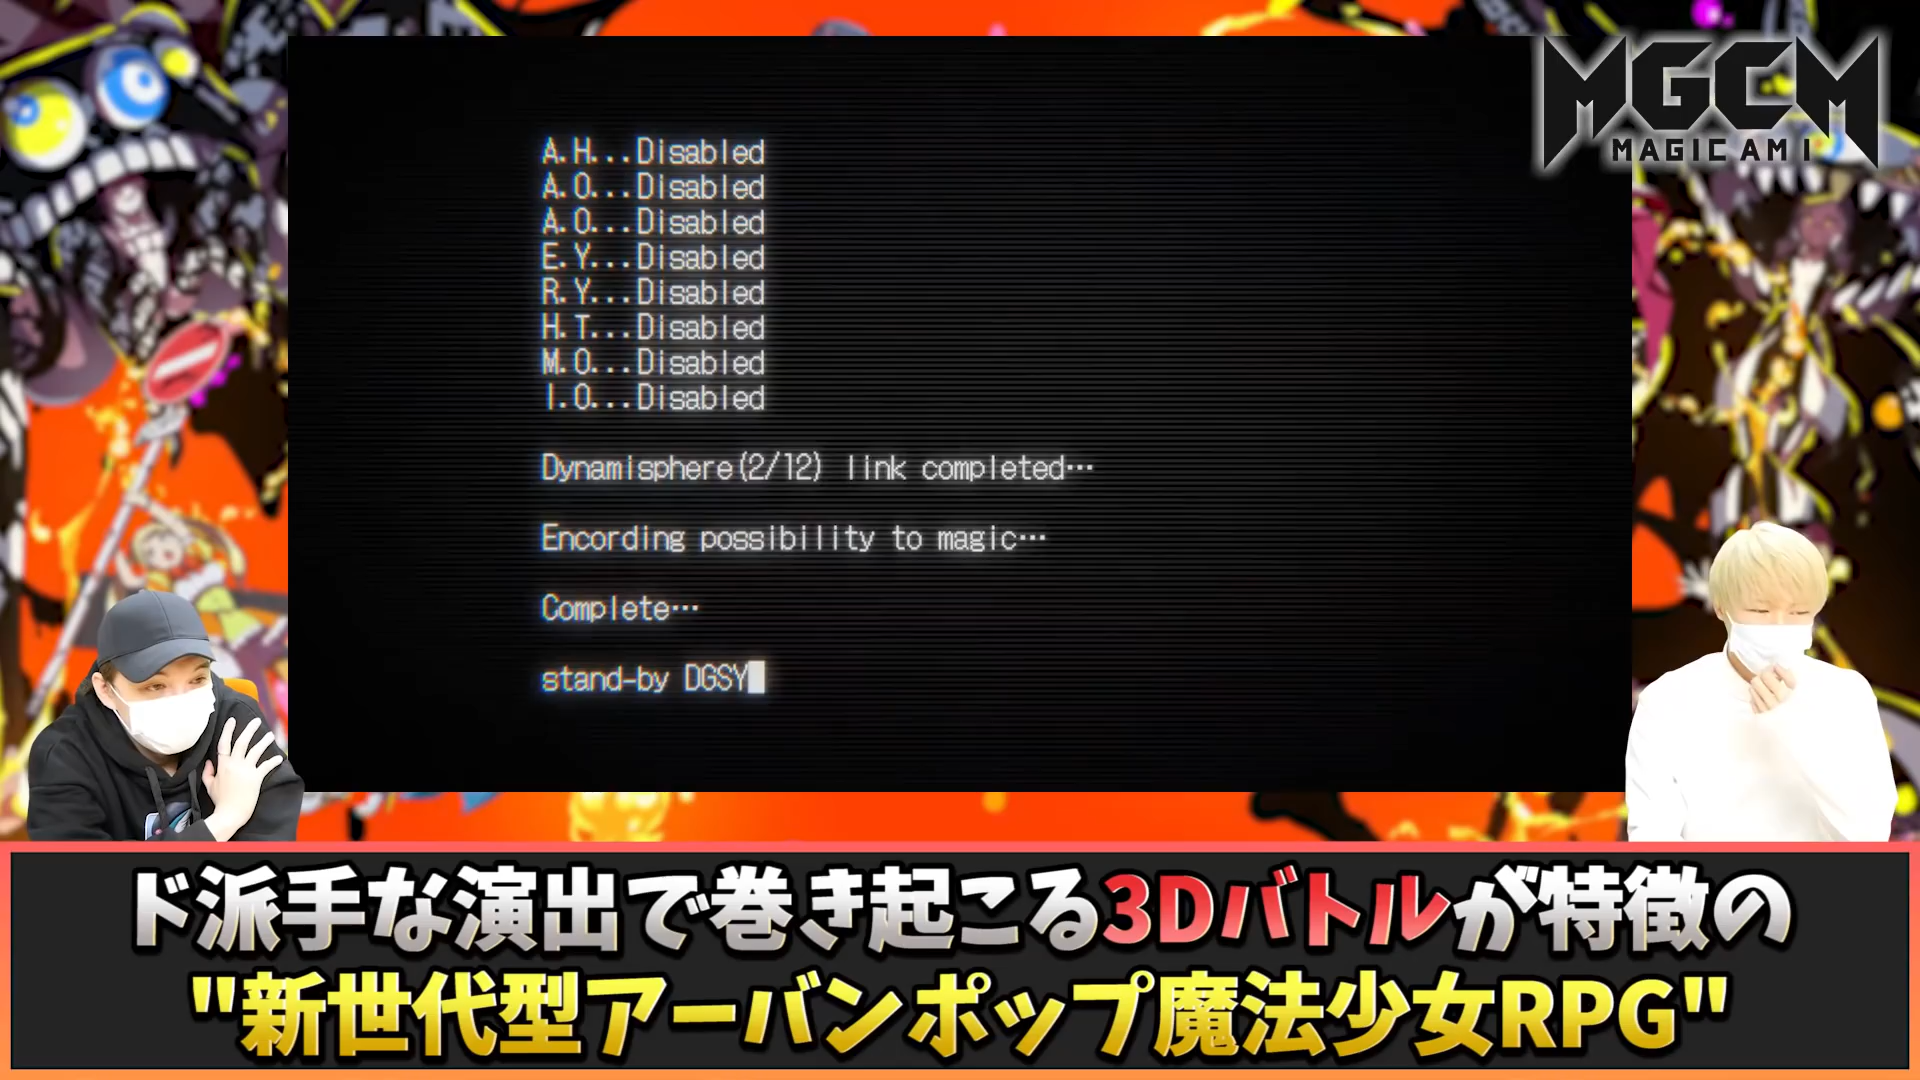 MGCM
MAGICAMI
A.H...Disabled
A.O...Disabled
A.O...Disabled
E.Y...Disabled
R.Y...Disabled
H.T...Disabled
M.O...Disabled
I.O...Disabled
Dynamisphere(2/12) link completed…
Encording possibility to magic…
Complete…
stand-by DGSY
ド派手な演出で巻き起こる3Dバトルが特徴の
"新世代型アーバンポップ魔法少女RPG"